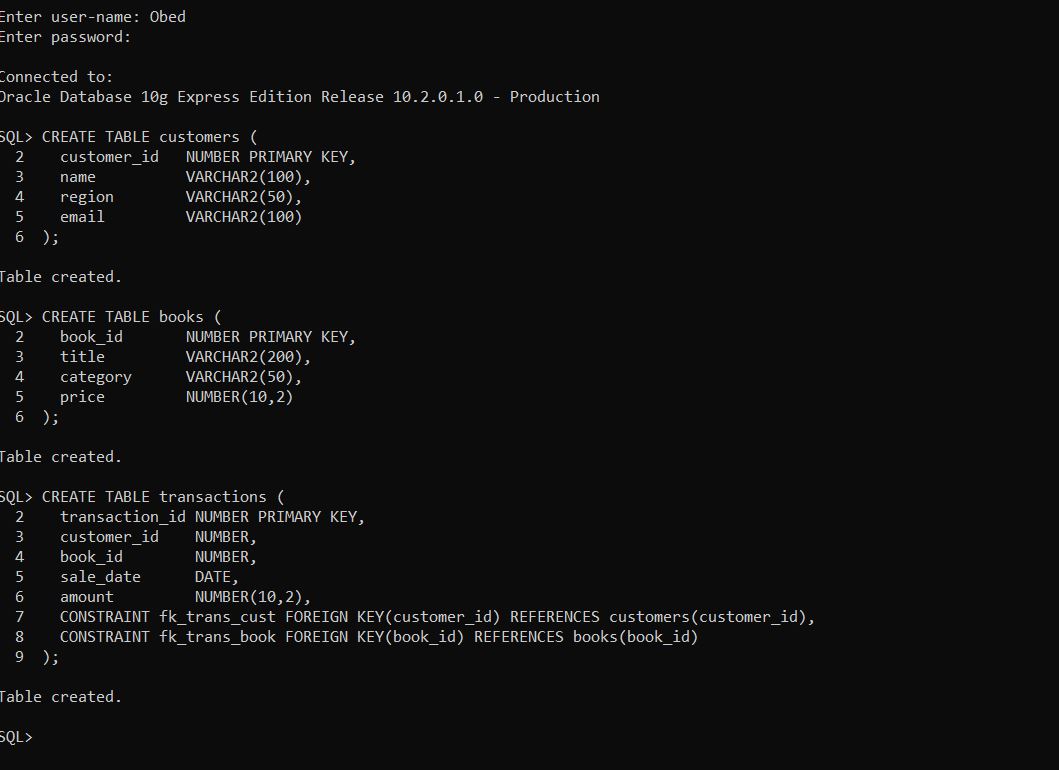 Enter user-name: Obed
Enter password:
Connected to:
Oracle Database 10g Express Edition Release 10.2.0.1.0 - Production
SQL> CREATE TABLE customers (
2 customer_id NUMBER PRIMARY KEY,
3 name VARCHAR2(100),
4 region VARCHAR2(50),
5 email VARCHAR2(100)
6 );
Table created.
SQL> CREATE TABLE books (
2 book_id NUMBER PRIMARY KEY,
3 title VARCHAR2(200),
4 category VARCHAR2(50),
5 price NUMBER(10,2)
6 );
Table created.
SQL> CREATE TABLE transactions (
2 transaction_id NUMBER PRIMARY KEY,
3 customer_id NUMBER,
4 book_id NUMBER,
5 sale_date DATE,
6 amount NUMBER(10,2),
7 CONSTRAINT fk_trans_cust FOREIGN KEY(customer_id) REFERENCES customers(customer_id),
8 CONSTRAINT fk_trans_book FOREIGN KEY(book_id) REFERENCES books(book_id)
9 );
Table created.
SQL>